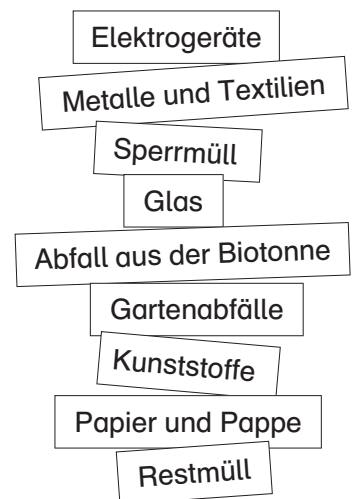 Elektrogeräte
Metalle und Textilien
Sperrmüll
Glas
Abfall aus der Biotonne
Gartenabfälle
Kunststoffe
Papier und Pappe
Restmüll